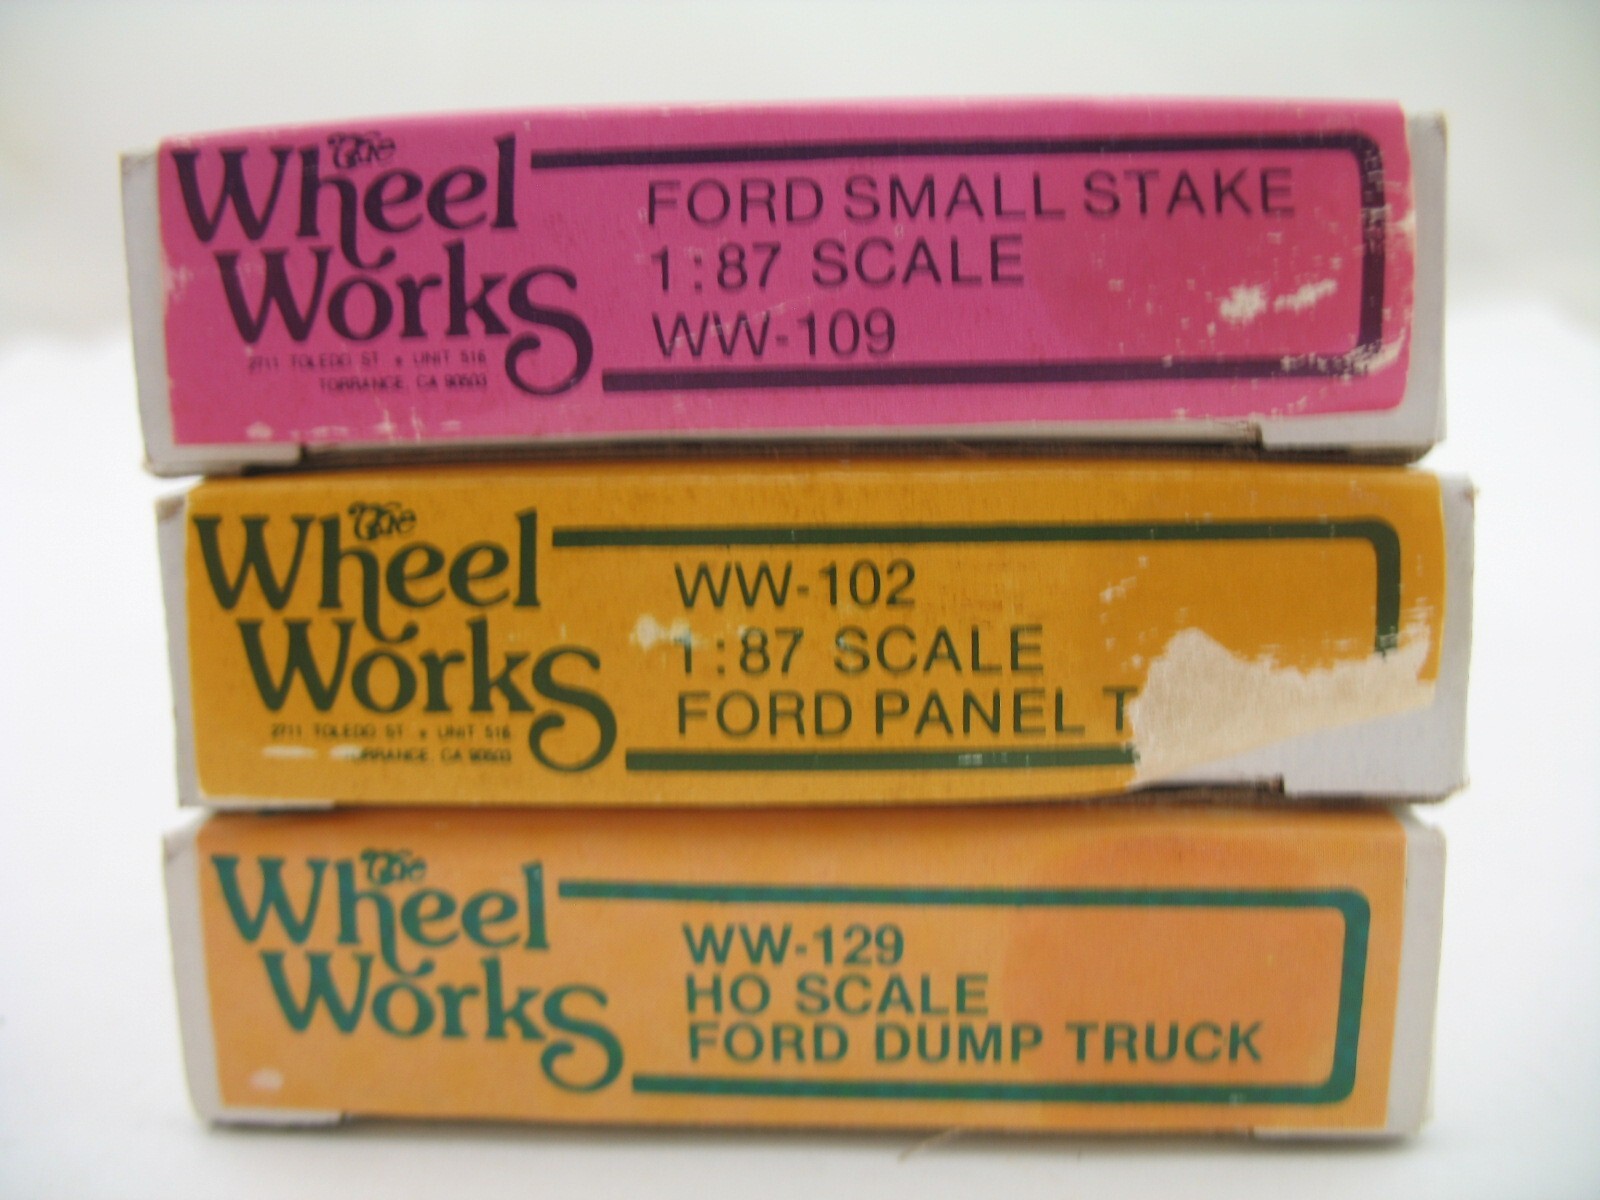 The
Wheel
Works
2711 TOLEDO ST. • UNIT 516
TORRANCE, CA 90503
FORD SMALL STAKE
1:87 SCALE
WW-109
The
Wheel
Works
2711 TOLEDO ST. • UNIT 516
TORRANCE, CA 90503
WW-102
1:87 SCALE
FORD PANEL T
The
Wheel
Works
WW-129
HO SCALE
FORD DUMP TRUCK